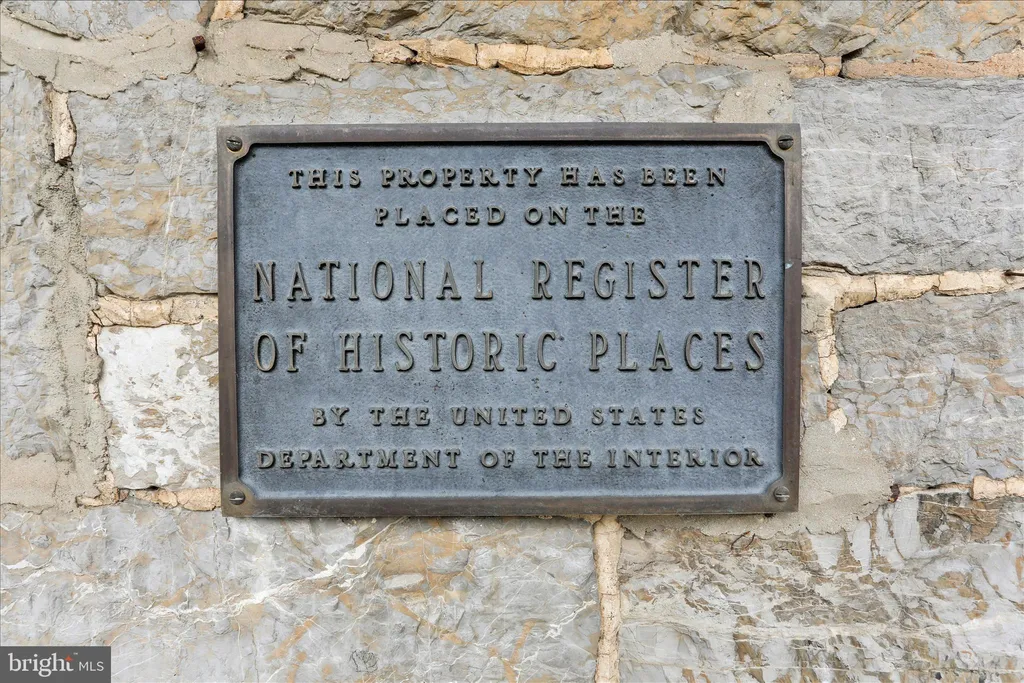 THIS PROPERTY HAS BEEN
PLACED ON THE
NATIONAL REGISTER
OF HISTORIC PLACES
BY THE UNITED STATES
DEPARTMENT OF THE INTERIOR
bright MLS